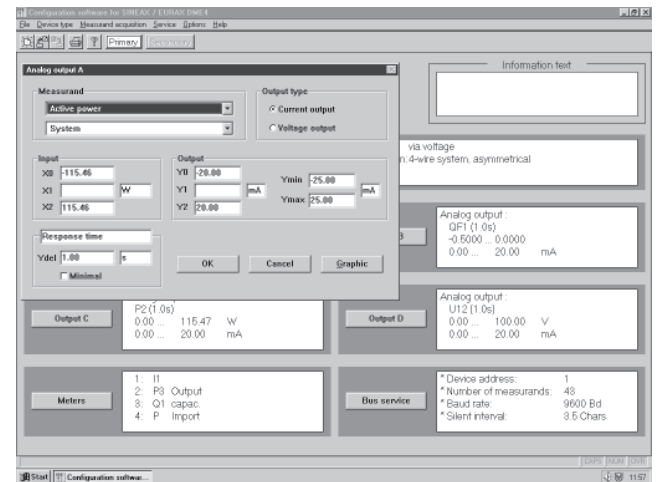 Configuration software for SINEAX / EURAX DME 4
File Device type Measurand acquisition Service Options Help
Primary Secondary
Analog output A
Measurand
Active power
System
Output type
Current output
Voltage output
Input
X0 -115.46
X1 W
X2 115.46
Output
Y0 -20.00
Y1 mA
Y2 20.00
Ymin -25.00
Ymax 25.00
mA
Response time
Ydel 1.00 s
Minimal
OK Cancel Graphic
Information text
via voltage
n: 4-wire system, asymmetrical
Analog output :
QF1 (1.0s)
-0.5000 ... 0.0000
0.00 ... 20.00 mA
Output C
P2 (1.0s)
0.00 ... 115.47 W
0.00 ... 20.00 mA
Output D
Analog output :
U12 (1.0s)
0.00 ... 100.00 V
0.00 ... 20.00 mA
Meters
1: I1
2: P3 Output
3: Q1 capac.
4: P Import
Bus service
* Device address: 1
* Number of measurands: 43
* Baud rate: 9600 Bd
* Silent interval: 3.5 Chars
CAPS NUM OVR
Start Configuration softwar...
11:57